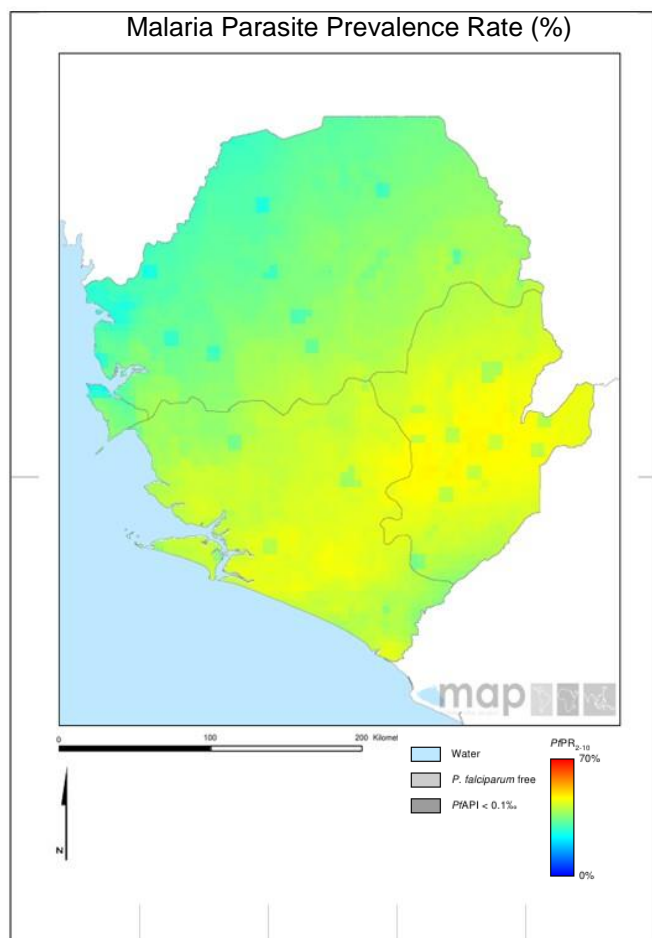 Malaria Parasite Prevalence Rate (%)
map
0 100 200 Kilomet
Water
P. falciparum free
PfAPI < 0.1‰
PfPR2-10
70%
0%
N